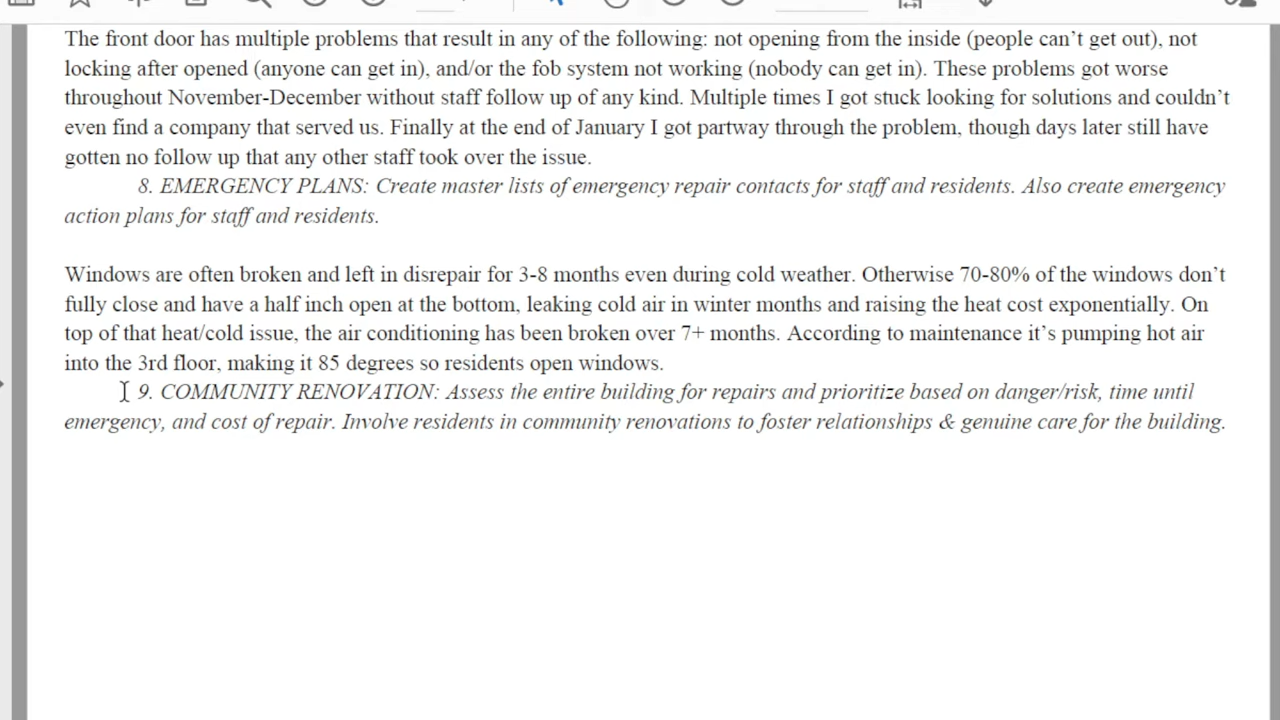 The front door has multiple problems that result in any of the following: not opening from the inside (people can’t get out), not
locking after opened (anyone can get in), and/or the fob system not working (nobody can get in). These problems got worse
throughout November-December without staff follow up of any kind. Multiple times I got stuck looking for solutions and couldn’t
even find a company that served us. Finally at the end of January I got partway through the problem, though days later still have
gotten no follow up that any other staff took over the issue.
8. EMERGENCY PLANS: Create master lists of emergency repair contacts for staff and residents. Also create emergency
action plans for staff and residents.
Windows are often broken and left in disrepair for 3-8 months even during cold weather. Otherwise 70-80% of the windows don’t
fully close and have a half inch open at the bottom, leaking cold air in winter months and raising the heat cost exponentially. On
top of that heat/cold issue, the air conditioning has been broken over 7+ months. According to maintenance it’s pumping hot air
into the 3rd floor, making it 85 degrees so residents open windows.
9. COMMUNITY RENOVATION: Assess the entire building for repairs and prioritize based on danger/risk, time until
emergency, and cost of repair. Involve residents in community renovations to foster relationships & genuine care for the building.